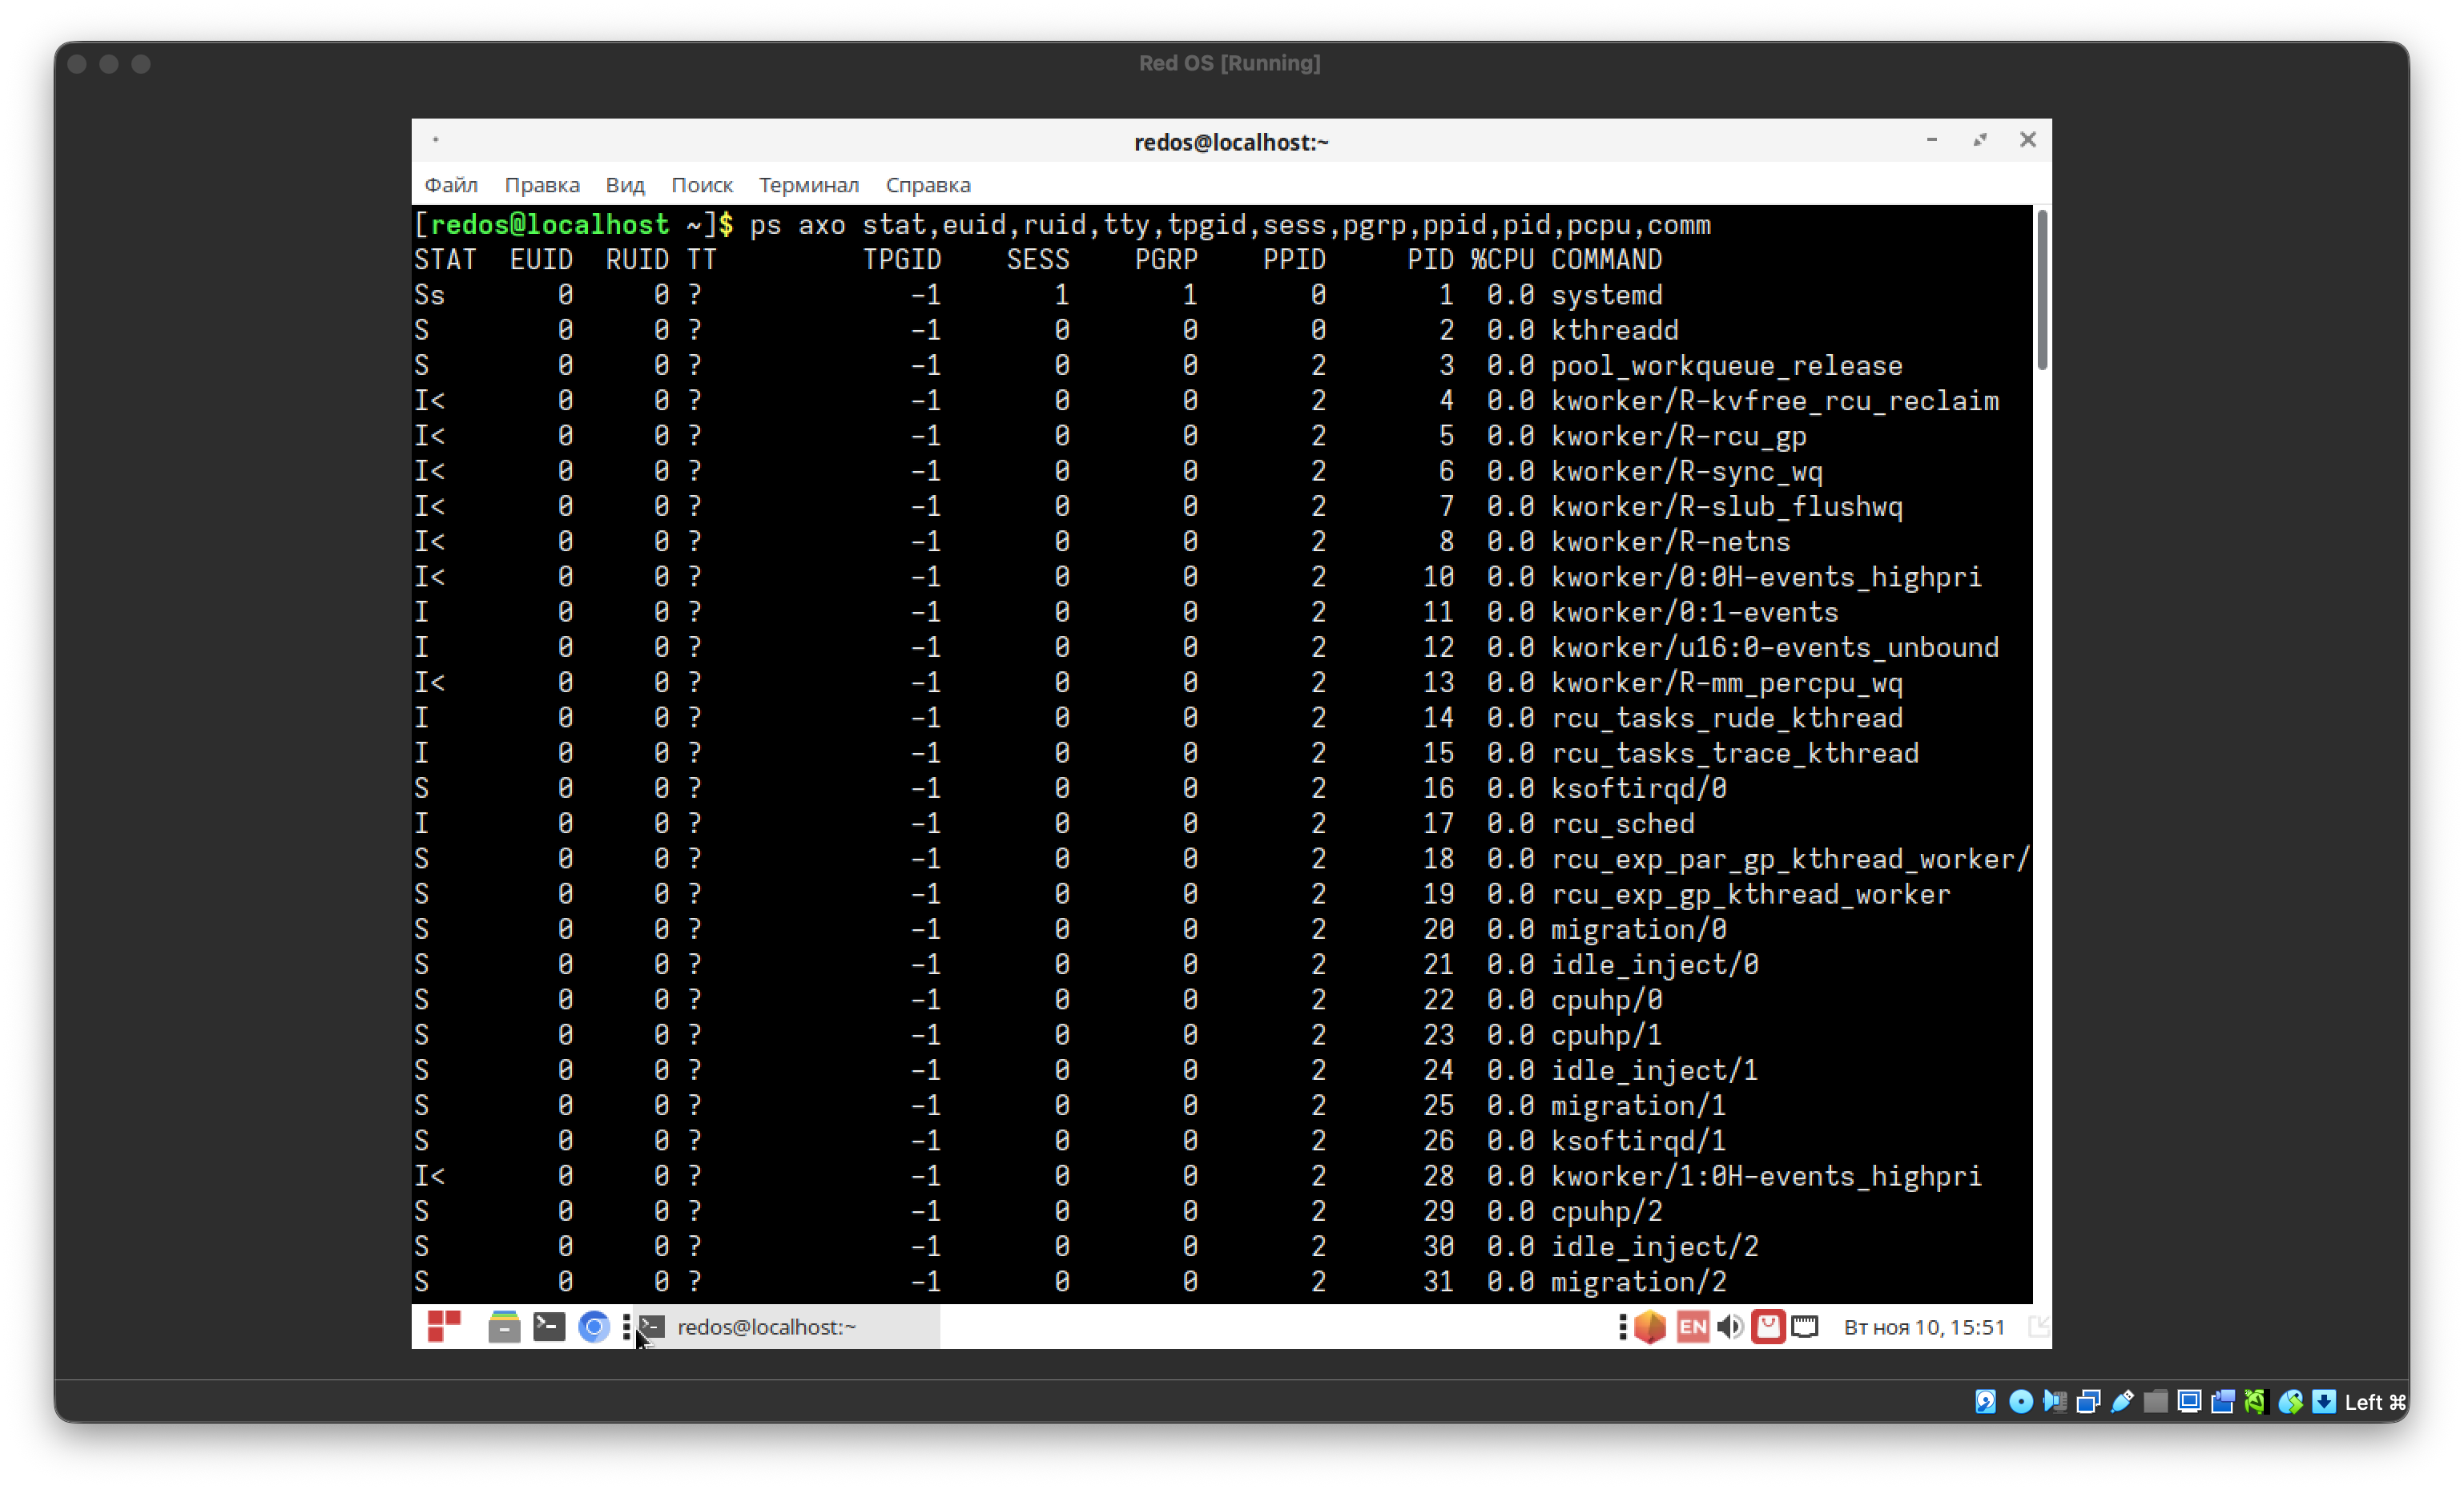 Red OS [Running]
redos@localhost:~
Файл Правка Вид Поиск Терминал Справка
[redos@localhost ~]$ ps axo stat,euid,ruid,tty,tpgid,sess,pgrp,ppid,pid,pcpu,comm
STAT EUID RUID TT TPGID SESS PGRP PPID PID %CPU COMMAND
Ss 0 0 ? -1 1 1 0 1 0.0 systemd
S 0 0 ? -1 0 0 0 2 0.0 kthreadd
S 0 0 ? -1 0 0 2 3 0.0 pool_workqueue_release
I< 0 0 ? -1 0 0 2 4 0.0 kworker/R-kvfree_rcu_reclaim
I< 0 0 ? -1 0 0 2 5 0.0 kworker/R-rcu_gp
I< 0 0 ? -1 0 0 2 6 0.0 kworker/R-sync_wq
I< 0 0 ? -1 0 0 2 7 0.0 kworker/R-slub_flushwq
I< 0 0 ? -1 0 0 2 8 0.0 kworker/R-netns
I< 0 0 ? -1 0 0 2 10 0.0 kworker/0:0H-events_highpri
I 0 0 ? -1 0 0 2 11 0.0 kworker/0:1-events
I 0 0 ? -1 0 0 2 12 0.0 kworker/u16:0-events_unbound
I< 0 0 ? -1 0 0 2 13 0.0 kworker/R-mm_percpu_wq
I 0 0 ? -1 0 0 2 14 0.0 rcu_tasks_rude_kthread
I 0 0 ? -1 0 0 2 15 0.0 rcu_tasks_trace_kthread
S 0 0 ? -1 0 0 2 16 0.0 ksoftirqd/0
I 0 0 ? -1 0 0 2 17 0.0 rcu_sched
S 0 0 ? -1 0 0 2 18 0.0 rcu_exp_par_gp_kthread_worker/
S 0 0 ? -1 0 0 2 19 0.0 rcu_exp_gp_kthread_worker
S 0 0 ? -1 0 0 2 20 0.0 migration/0
S 0 0 ? -1 0 0 2 21 0.0 idle_inject/0
S 0 0 ? -1 0 0 2 22 0.0 cpuhp/0
S 0 0 ? -1 0 0 2 23 0.0 cpuhp/1
S 0 0 ? -1 0 0 2 24 0.0 idle_inject/1
S 0 0 ? -1 0 0 2 25 0.0 migration/1
S 0 0 ? -1 0 0 2 26 0.0 ksoftirqd/1
I< 0 0 ? -1 0 0 2 28 0.0 kworker/1:0H-events_highpri
S 0 0 ? -1 0 0 2 29 0.0 cpuhp/2
S 0 0 ? -1 0 0 2 30 0.0 idle_inject/2
S 0 0 ? -1 0 0 2 31 0.0 migration/2
redos@localhost:~ EN Вт ноя 10, 15:51
Left ⌘